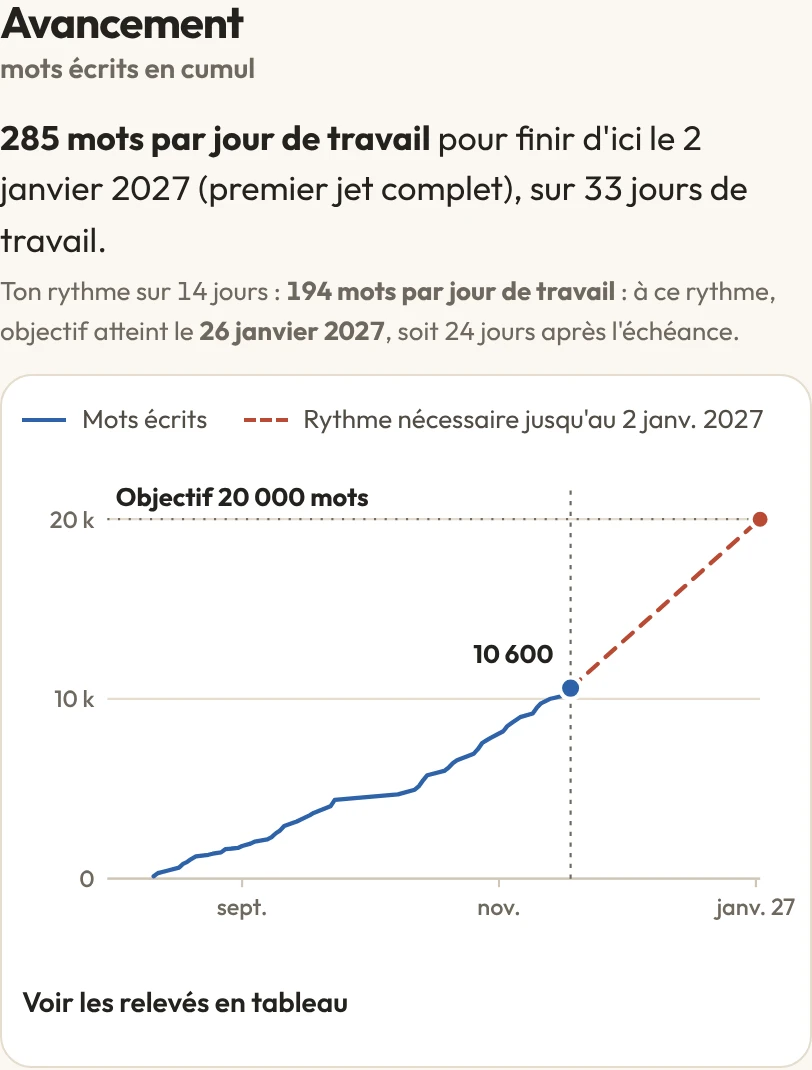 Avancement
mots écrits en cumul
285 mots par jour de travail pour finir d'ici le 2
janvier 2027 (premier jet complet), sur 33 jours de
travail.
Ton rythme sur 14 jours : 194 mots par jour de travail : à ce rythme,
objectif atteint le 26 janvier 2027, soit 24 jours après l'échéance.
Mots écrits
Rythme nécessaire jusqu'au 2 janv. 2027
Objectif 20 000 mots
20 k
10 600
10 k
0
sept.
nov.
janv. 27
Voir les relevés en tableau